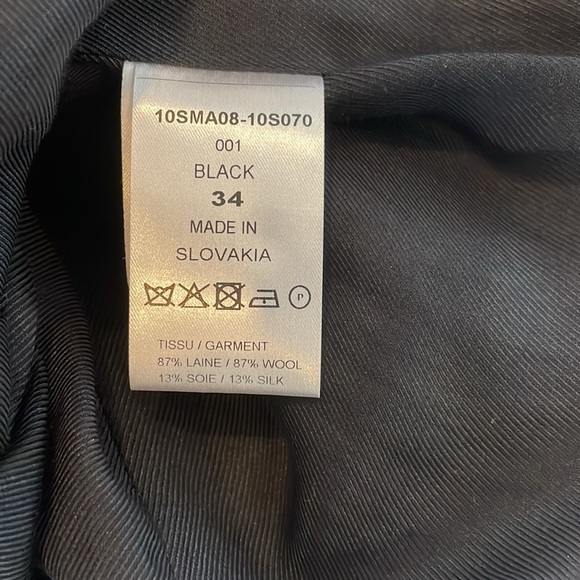 10SMA08-10S070
001
BLACK
34
MADE IN
SLOVAKIA
P
TISSU / GARMENT
87% LAINE / 87% WOOL
13% SOIE / 13% SILK